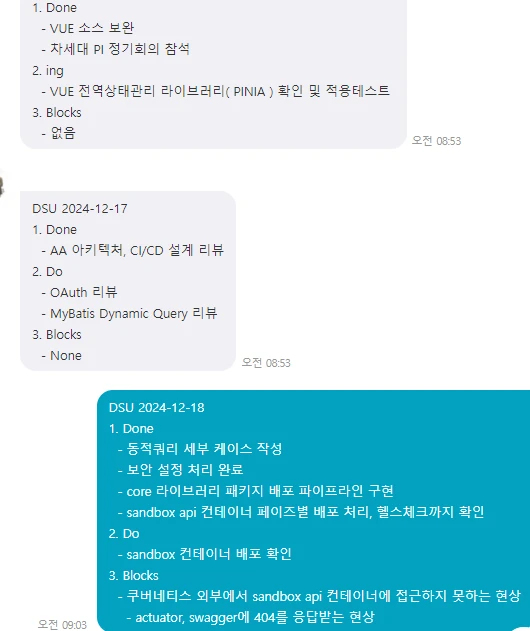 1. Done
- VUE 소스 보완
- 차세대 PI 정기회의 참석
2. ing
- VUE 전역상태관리 라이브러리( PINIA ) 확인 및 적용테스트
3. Blocks
- 없음
오전 08:53
DSU 2024-12-17
1. Done
- AA 아키텍처, CI/CD 설계 리뷰
2. Do
- OAuth 리뷰
- MyBatis Dynamic Query 리뷰
3. Blocks
- None
오전 08:53
DSU 2024-12-18
1. Done
- 동적쿼리 세부 케이스 작성
- 보안 설정 처리 완료
- core 라이브러리 패키지 배포 파이프라인 구현
- sandbox api 컨테이너 페이즈별 배포 처리, 헬스체크까지 확인
2. Do
- sandbox 컨테이너 배포 확인
3. Blocks
- 쿠버네티스 외부에서 sandbox api 컨테이너에 접근하지 못하는 현상
- actuator, swagger에 404를 응답받는 현상
오전 09:03